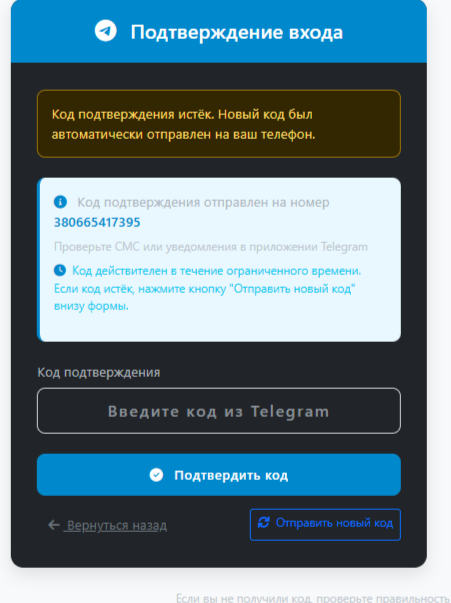 Подтверждение входа
Код подтверждения истёк. Новый код был
автоматически отправлен на ваш телефон.
Код подтверждения отправлен на номер
380665417395
Проверьте СМС или уведомления в приложении Telegram
Код действителен в течение ограниченного времени.
Если код истёк, нажмите кнопку "Отправить новый код"
внизу формы.
Код подтверждения
Введите код из Telegram
Подтвердить код
Вернуться назад
Отправить новый код
Если вы не получили код, проверьте правильность